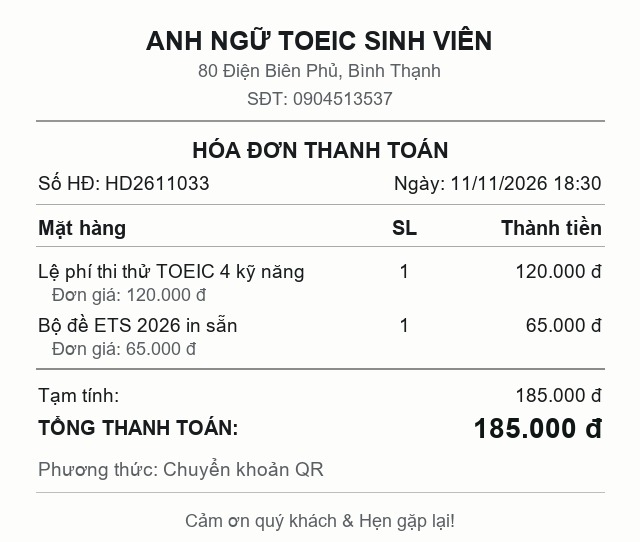 ANH NGỮ TOEIC SINH VIÊN
80 Điện Biên Phủ, Bình Thạnh
SĐT: 0904513537
HÓA ĐƠN THANH TOÁN
Số HĐ: HD2611033 Ngày: 11/11/2026 18:30
Mặt hàng SL Thành tiền
Lệ phí thi thử TOEIC 4 kỹ năng 1 120.000 đ
Đơn giá: 120.000 đ
Bộ đề ETS 2026 in sẵn 1 65.000 đ
Đơn giá: 65.000 đ
Tạm tính: 185.000 đ
TỔNG THANH TOÁN: 185.000 đ
Phương thức: Chuyển khoản QR
Cảm ơn quý khách & Hẹn gặp lại!